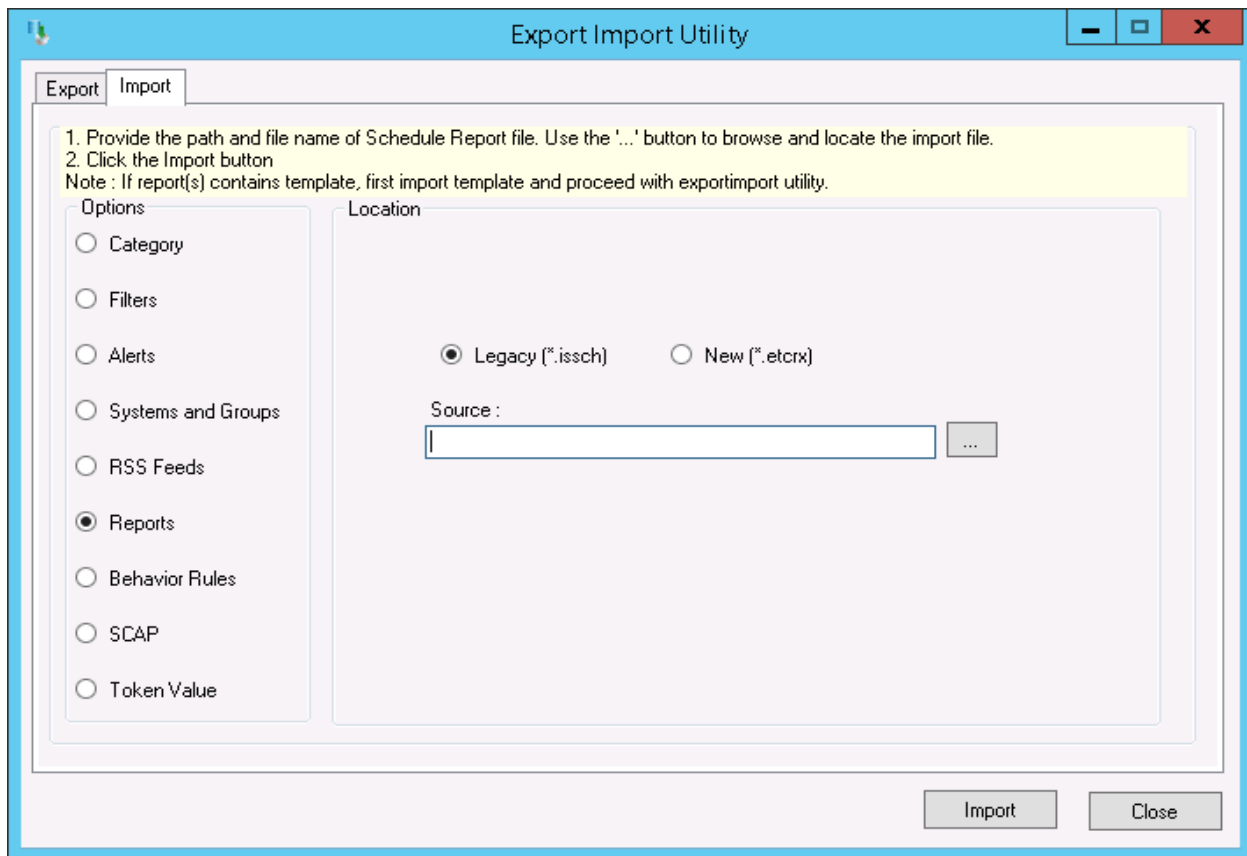 Export Import Utility
Export
Import
1. Provide the path and file name of Schedule Report file. Use the '...' button to browse and locate the import file.
2. Click the Import button
Note : If report(s) contains template, first import template and proceed with exportimport utility.
Options
Location
Category
Filters
Alerts
Systems and Groups
RSS Feeds
Reports
Behavior Rules
SCAP
Token Value
Legacy (*.issch)
New (*.etcrx)
Source :
...
Import
Close